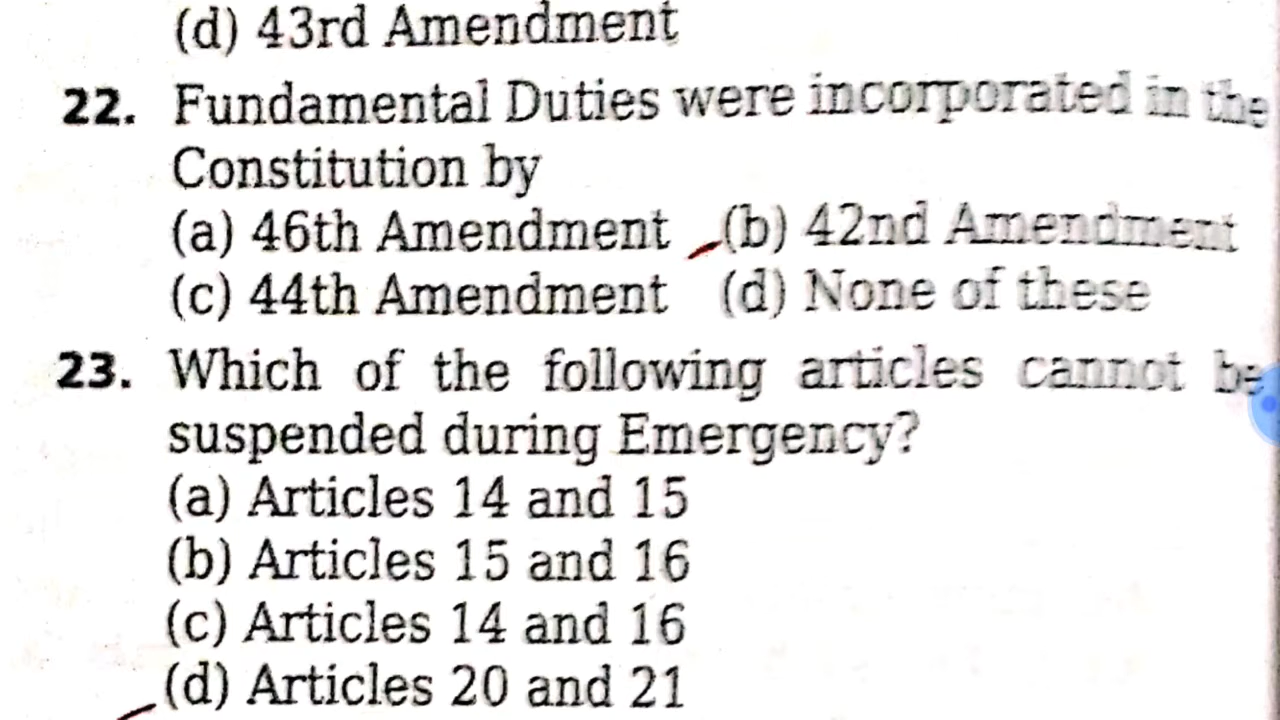 (d) 43rd Amendment
22. Fundamental Duties were incorporated in the
Constitution by
(a) 46th Amendment (b) 42nd Amendment
(c) 44th Amendment (d) None of these
23. Which of the following articles cannot be
suspended during Emergency?
(a) Articles 14 and 15
(b) Articles 15 and 16
(c) Articles 14 and 16
(d) Articles 20 and 21